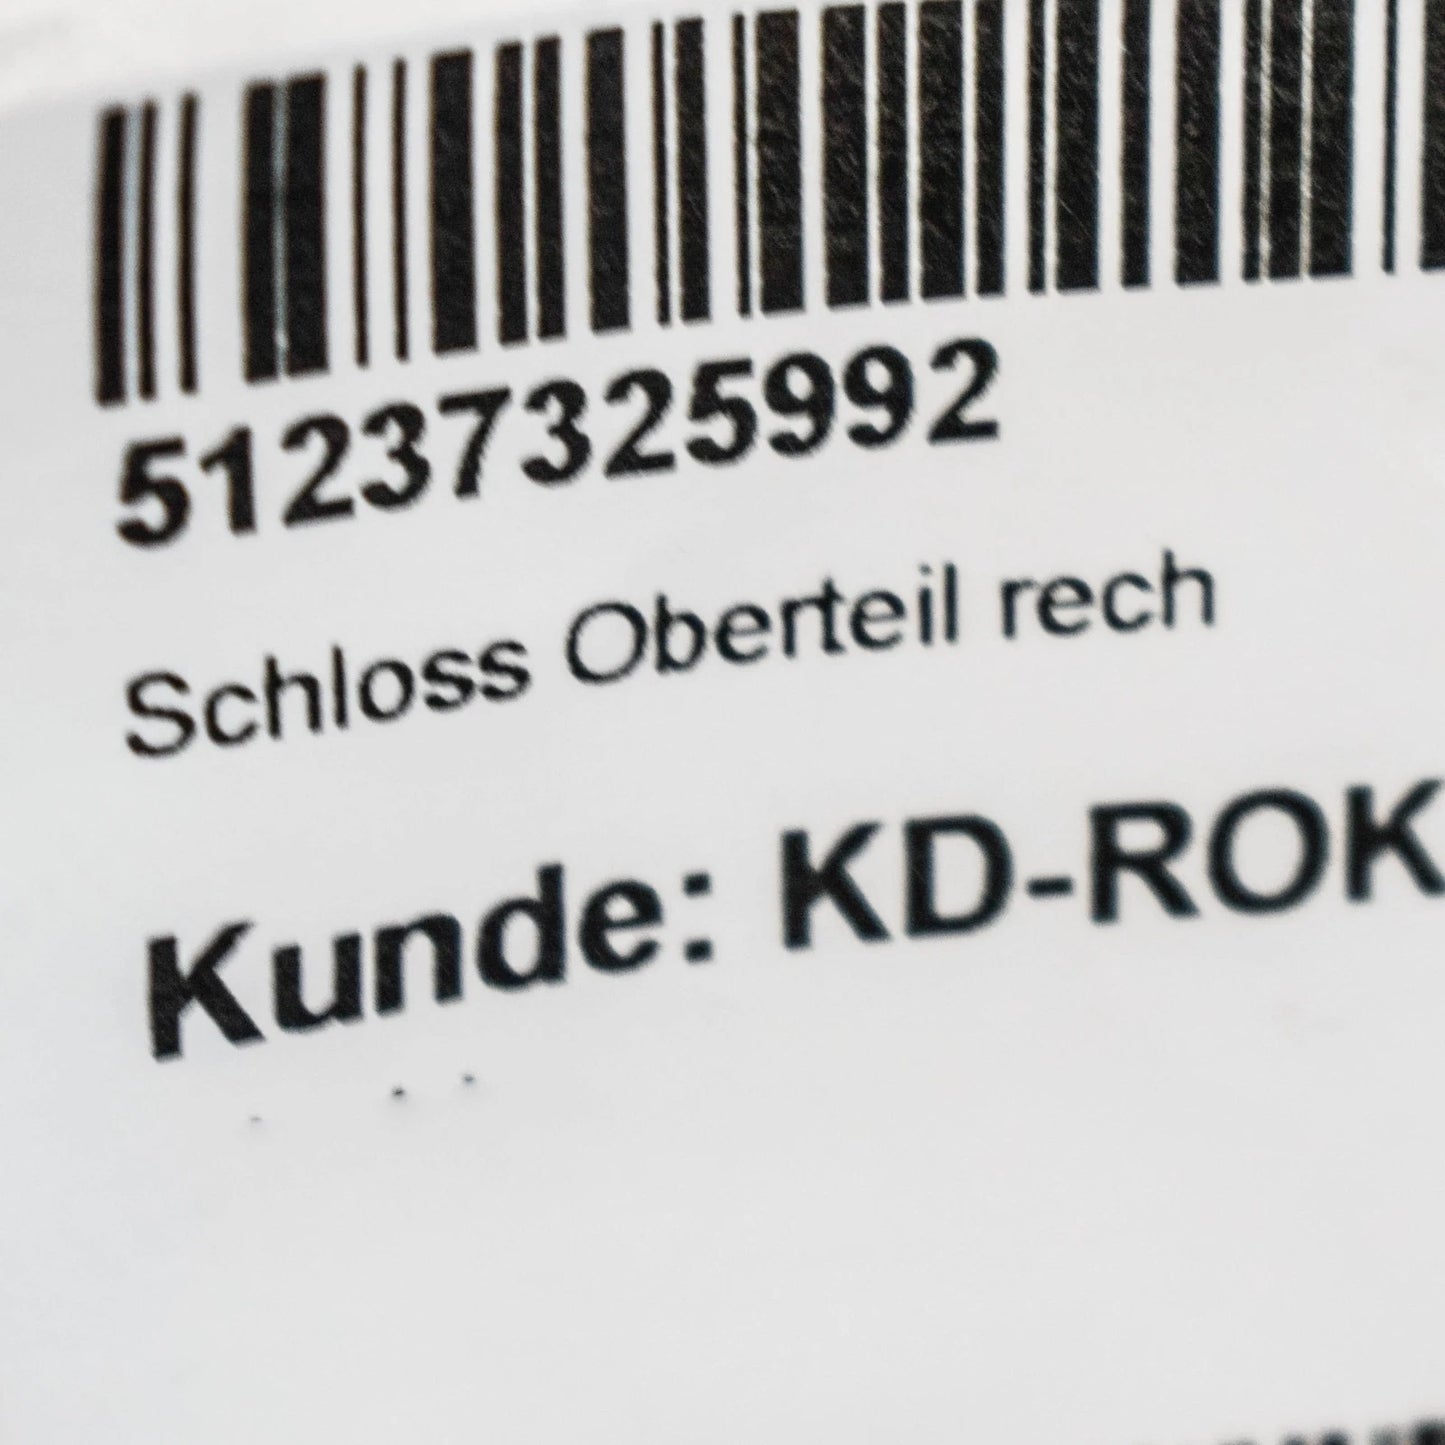 51237325992
Schloss Oberteil rech
Kunde: KD-ROK